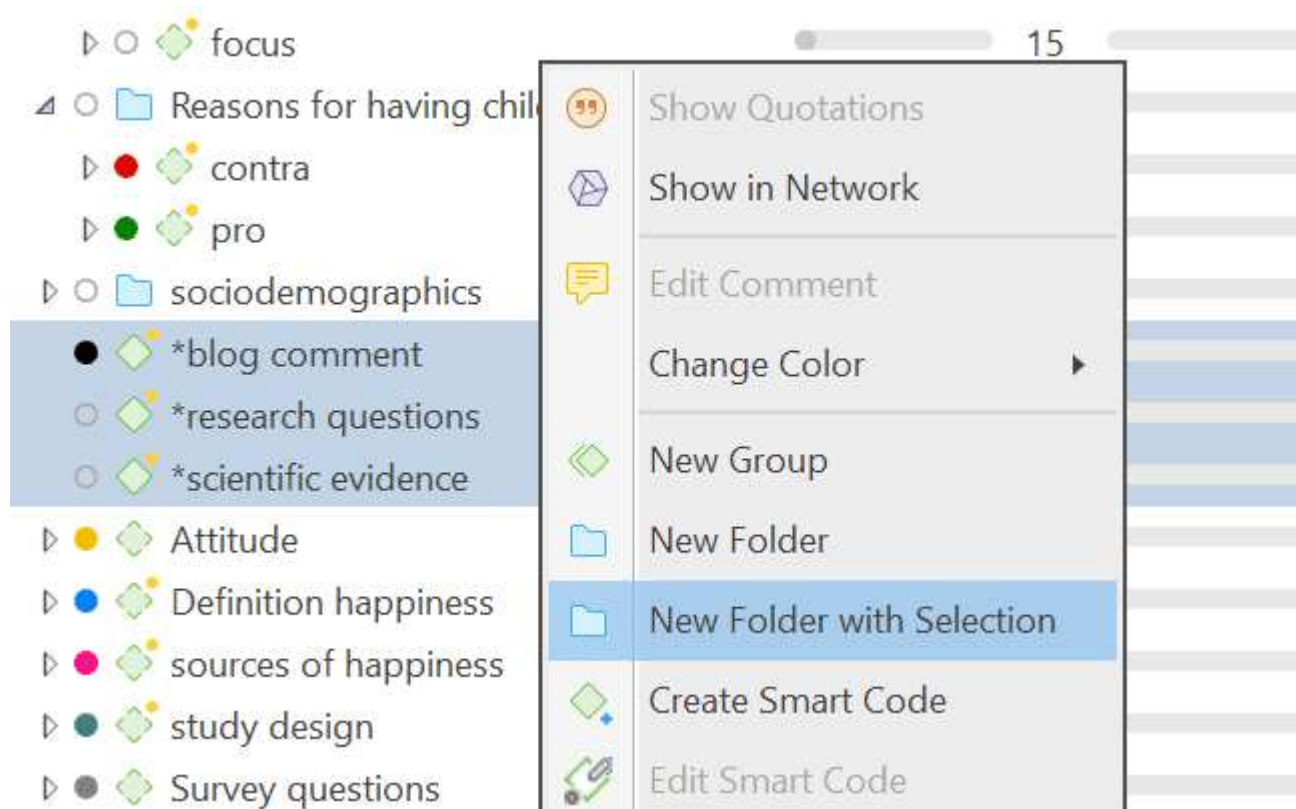 focus 15
Reasons for having chil
contra
pro
sociodemographics
*blog comment
*research questions
*scientific evidence
Attitude
Definition happiness
sources of happiness
study design
Survey questions
Show Quotations
Show in Network
Edit Comment
Change Color
New Group
New Folder
New Folder with Selection
Create Smart Code
Edit Smart Code